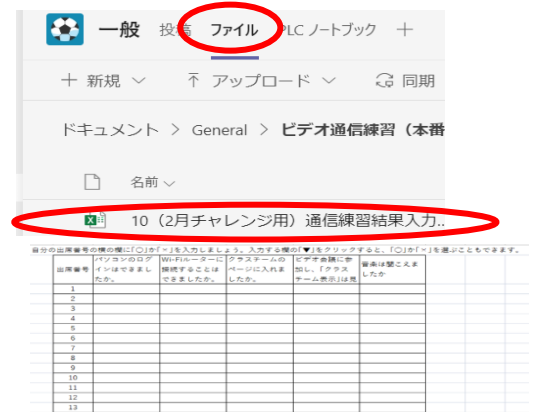 一般 投稿 ファイル PLC ノートブック ＋
＋ 新規 アップロード 同期
ドキュメント > General > ビデオ通信練習（本番
名前
10（2月チャレンジ用）通信練習結果入力..
自分の出席番号の横の欄に「〇」か「×」を入力しましょう。入力する欄の「▼」をクリックすると、「〇」か「×」を選ぶこともできます。
出席番号 パソコンのログインはできましたか。 Wi-Fiルーターに接続することはできましたか。 クラスチームのページに入れましたか。 ビデオ会議に参加し、「クラスチーム表示」は見 音楽は聞こえましたか
1
2
3
4
5
6
7
8
9
10
11
12
13